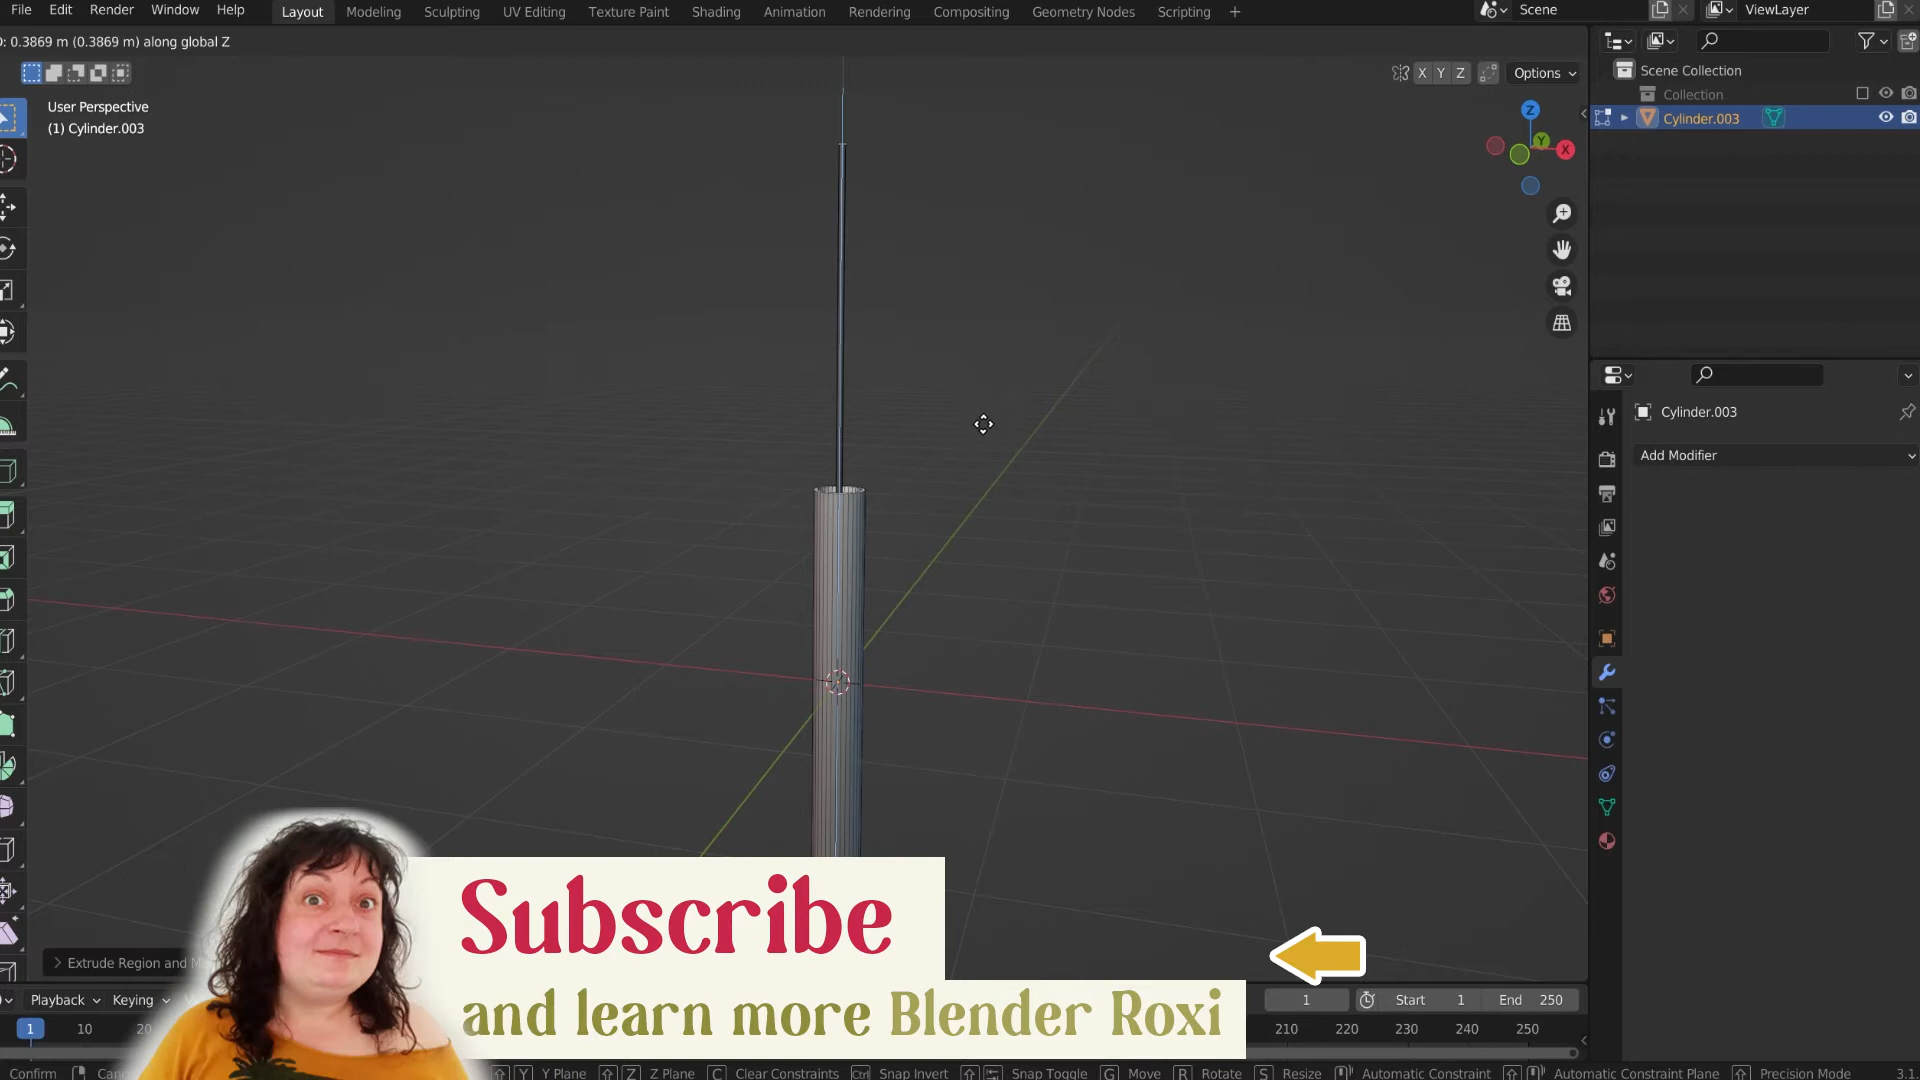 File Edit Render Window Help Layout Modeling Sculpting UV Editing Texture Paint Shading Animation Rendering Compositing Geometry Nodes Scripting + Scene ViewLayer
D: 0.3869 m (0.3869 m) along global Z
X Y Z Options
User Perspective
(1) Cylinder.003
Scene Collection
Collection
Cylinder.003
Z
Y
X
Cylinder.003
Add Modifier
Subscribe
and learn more Blender Roxi
Extrude Region and M
Playback Keying
1 Start 1 End 250
1 10 20 210 220 230 240 250
Confirm Y Y Plane Z Z Plane C Clear Constraints Ctrl Snap Invert Snap Toggle G Move R Rotate S Resize Automatic Constraint Automatic Constraint Plane Precision Mode 3.1.